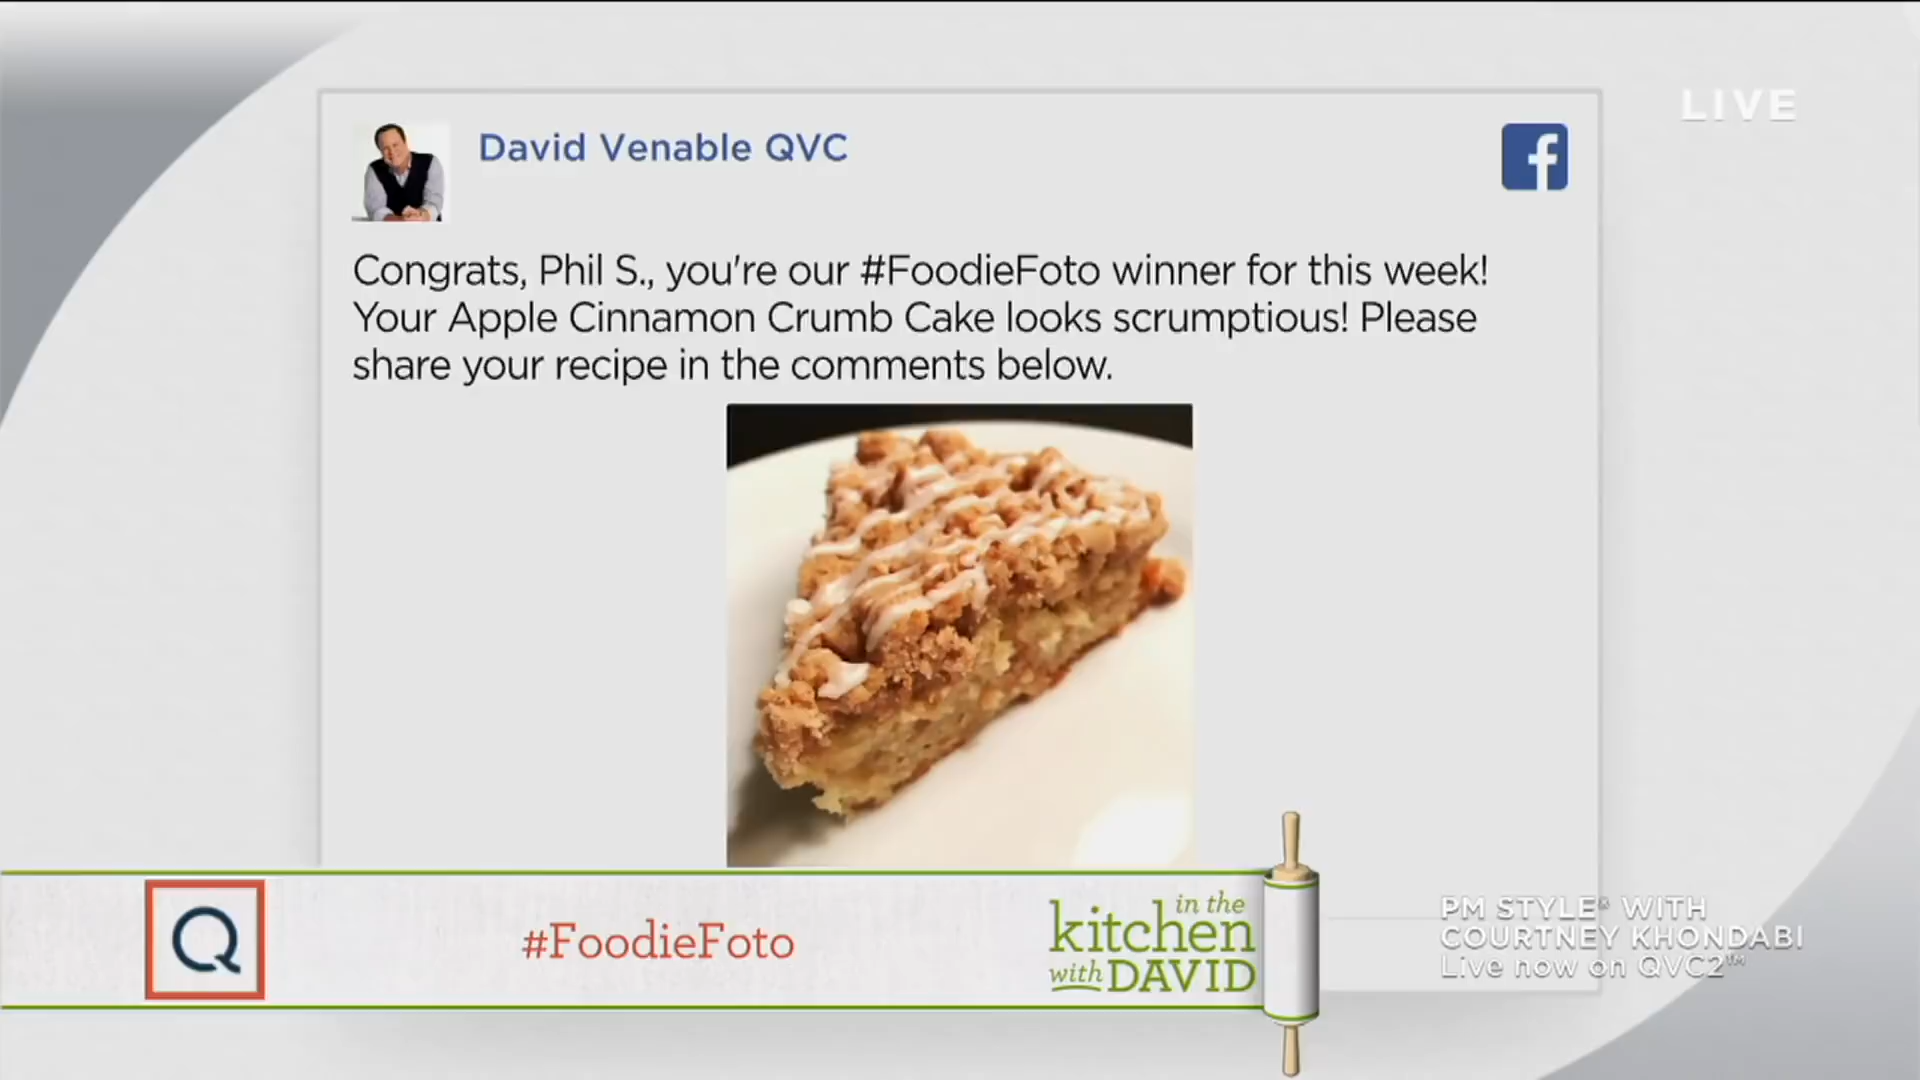 LIVE
David Venable QVC
f
Congrats, Phil S., you're our #FoodieFoto winner for this week!
Your Apple Cinnamon Crumb Cake looks scrumptious! Please
share your recipe in the comments below.
Q
#FoodieFoto
in the
kitchen
with DAVID
PM STYLE® WITH
COURTNEY KHONDABI
Live now on QVC2™